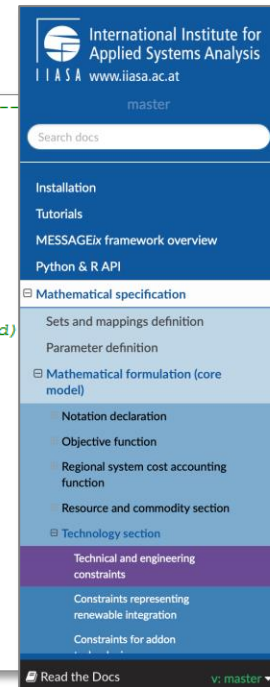 International Institute for
Applied Systems Analysis
IIASA www.iiasa.ac.at
master
Search docs
Installation
Tutorials
MESSAGEix framework overview
Python & R API
Mathematical specification
Sets and mappings definition
Parameter definition
Mathematical formulation (core
model)
Notation declaration
Objective function
Regional system cost accounting
function
Resource and commodity section
Technology section
Technical and engineering
constraints
Constraints representing
renewable integration
Constraints for addon
Read the Docs
v: master